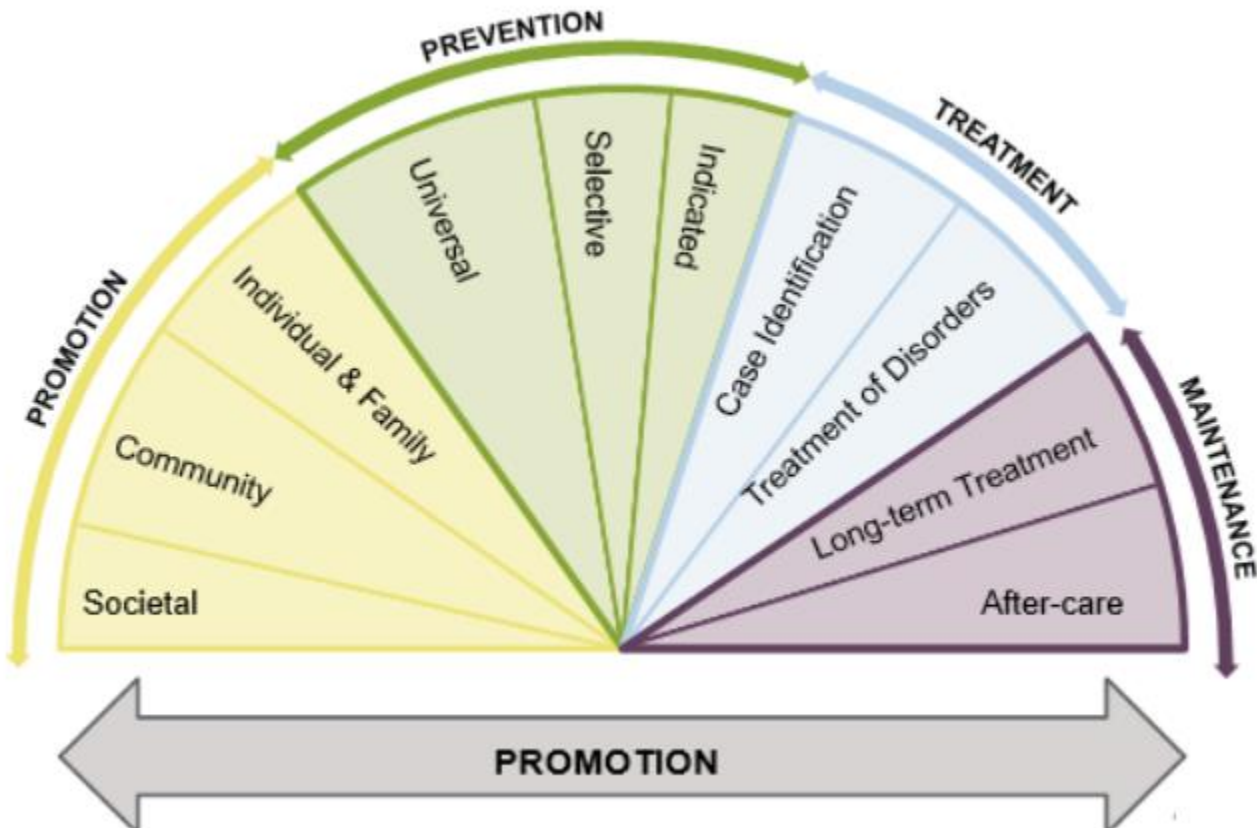 PROMOTION
PREVENTION
TREATMENT
MAINTENANCE
Societal
Community
Individual & Family
Universal
Selective
Indicated
Case Identification
Treatment of Disorders
Long-term Treatment
After-care
PROMOTION